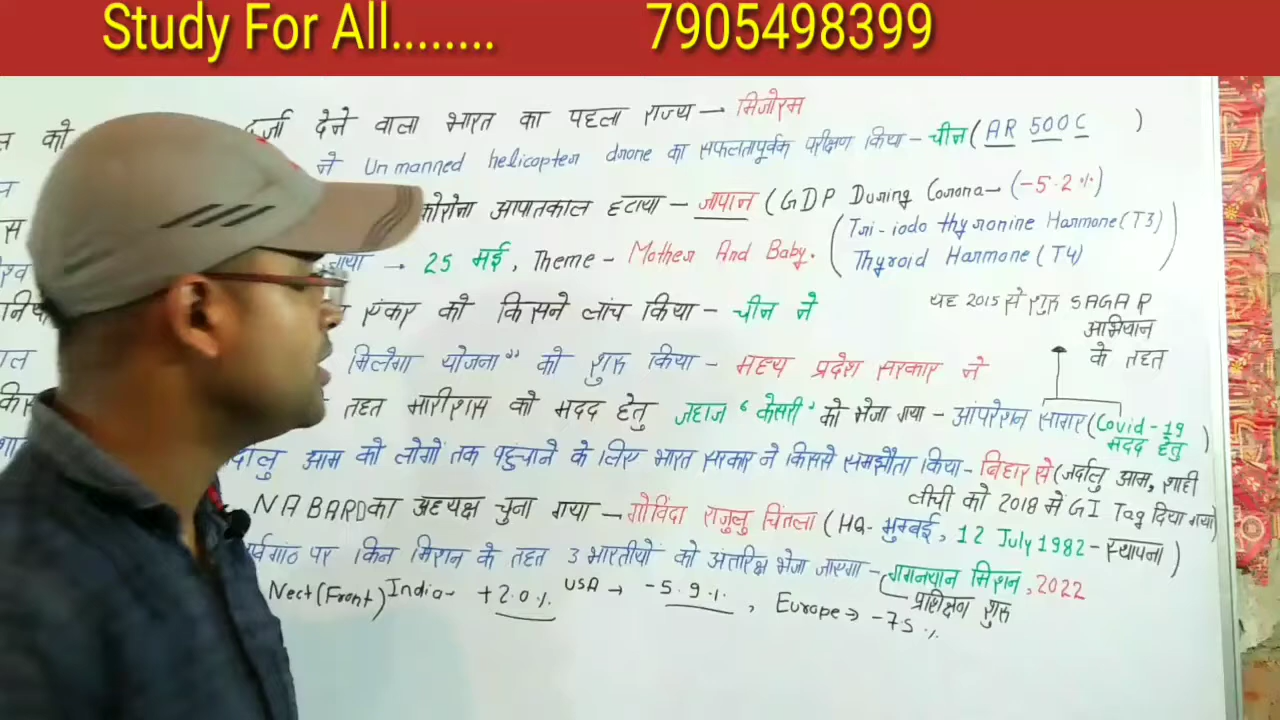 Study For All........ 7905498399
ल को दर्जा देने वाला भारत का पहला राज्य → मिजोरम
ने Unmanned helicopter drone का सफलतापूर्वक परीक्षण किया - चीन (AR 500C )
कोरोना आपातकाल हटाया - जापान (GDP During Corona → (-5.2%)
→ 25 मई, Theme - Mother And Baby. (Tri-iodo thyronine Harmone (T3)
Thyroid Harmone (T4) )
एंकर को किसने लांच किया - चीन ने
यह 2015 से शुरू SAGAR
अभियान
के तहत
मिलेगा योजना" को शुरू किया - मध्य प्रदेश सरकार ने
तहत मारीशस को मदद हेतु जहाज "केसरी" को भेजा गया - ऑपरेशन सागर (Covid-19
मदद हेतु )
आम को लोगों तक पहुंचाने के लिए भारत सरकार ने किससे समझौता किया - बिहार से (जर्दालु आम, शाही
लीची को 2018 में GI Tag दिया गया)
NABARD का अध्यक्ष चुना गया → गोविंदा राजुलु चिंतला (HQ- मुम्बई, 12 July 1982 - स्थापना )
पर किन मिशन के तहत 3 भारतीयों को अंतरिक्ष भेजा जाएगा - गगनयान मिशन, 2022
प्रशिक्षण शुरू
Nect (Front) India → +2.0%. USA → -5.9%. , Europe → -7.5%